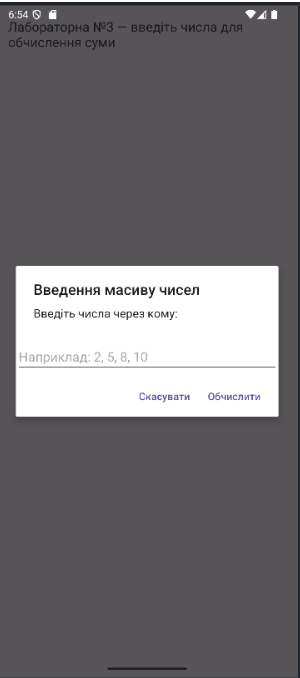 6:54
Лабораторна №3 — введіть числа для
обчислення суми
Введення масиву чисел
Введіть числа через кому:
Наприклад: 2, 5, 8, 10
Скасувати Обчислити